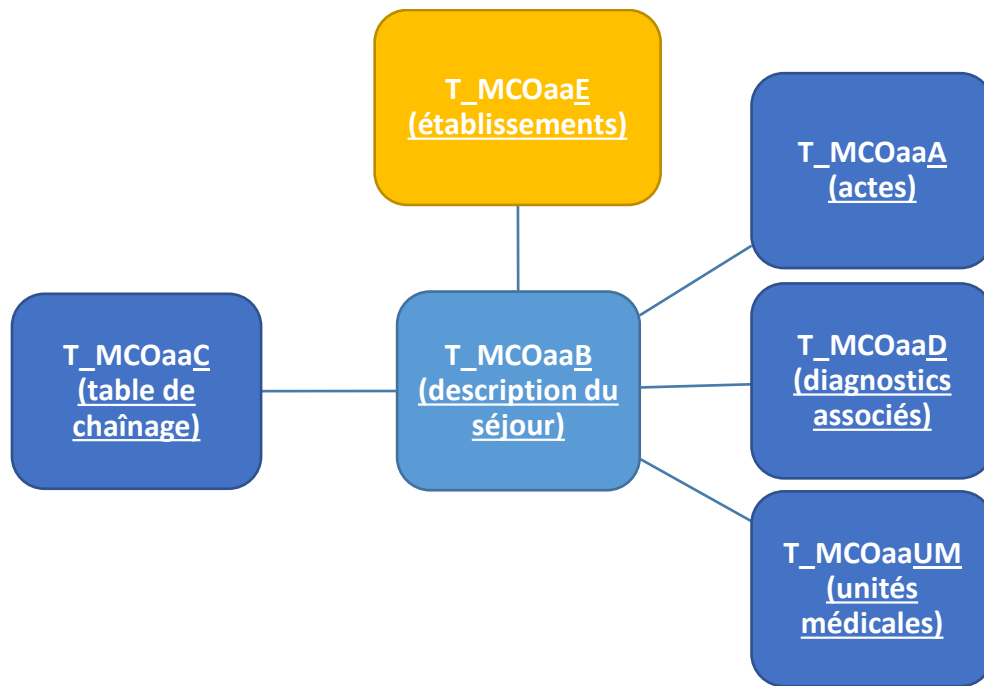 T_MCOaaE
(établissements)
T_MCOaaA
(actes)
T_MCOaaC
(table de
chaînage)
T_MCOaaB
(description du
séjour)
T_MCOaaD
(diagnostics
associés)
T_MCOaaUM
(unités
médicales)